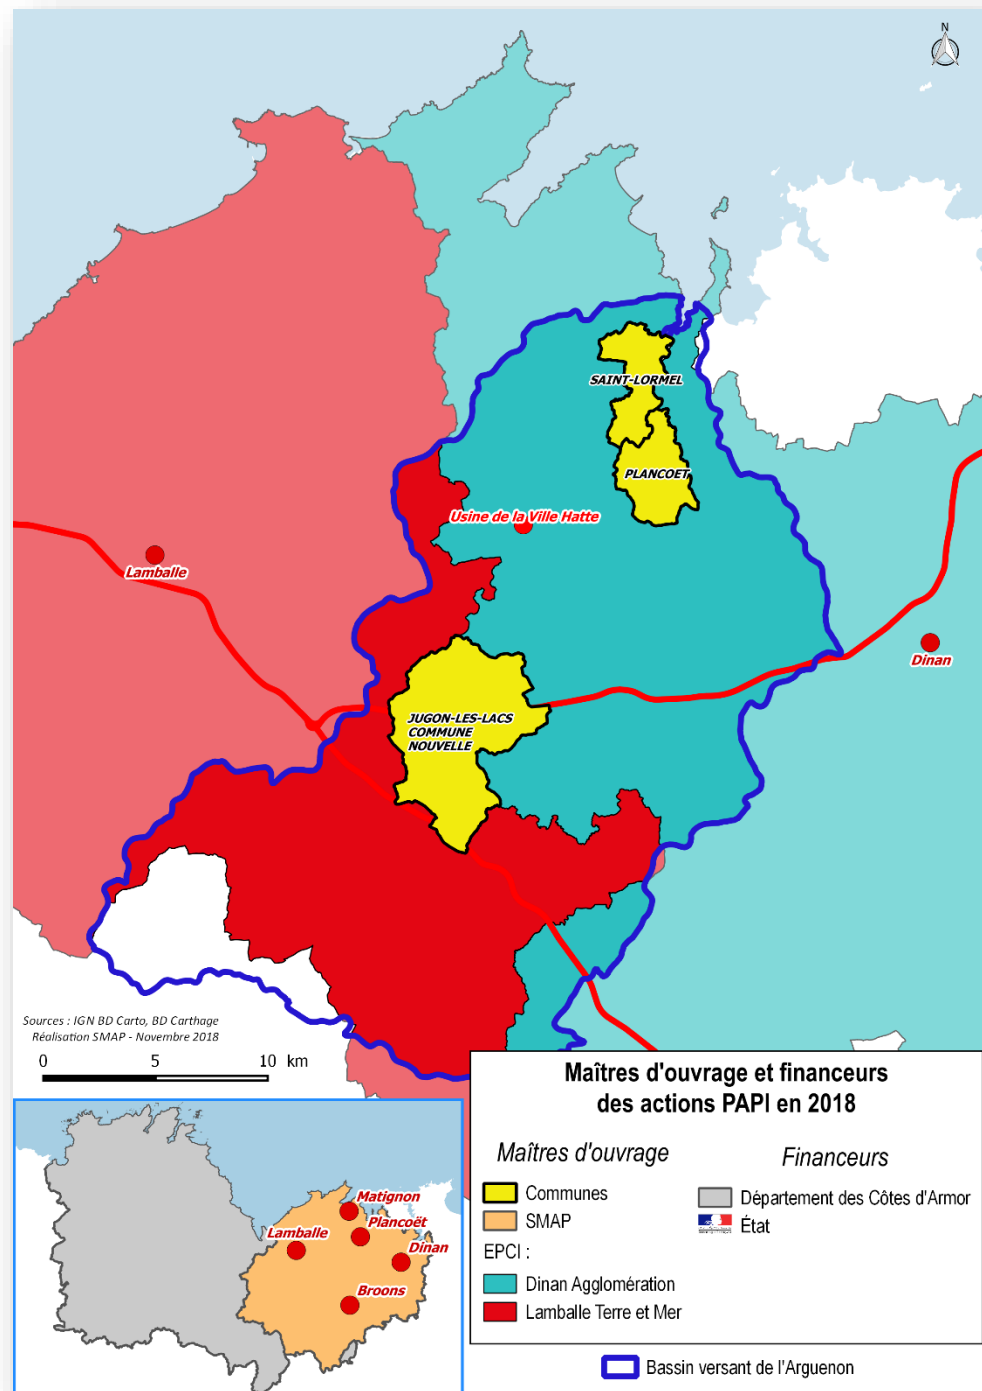 N
SAINT-LORMEL
PLANCOET
Usine de la Ville Hatte
Lamballe
Dinan
JUGON-LES-LACS
COMMUNE
NOUVELLE
Sources : IGN BD Carto, BD Carthage
Réalisation SMAP - Novembre 2018
0 5 10 km
Maîtres d'ouvrage et financeurs
des actions PAPI en 2018
Maîtres d'ouvrage
Financeurs
Communes
Département des Côtes d'Armor
SMAP
État
EPCI :
Dinan Agglomération
Lamballe Terre et Mer
Bassin versant de l'Arguenon
Matignon
Plancoët
Lamballe
Dinan
Broons